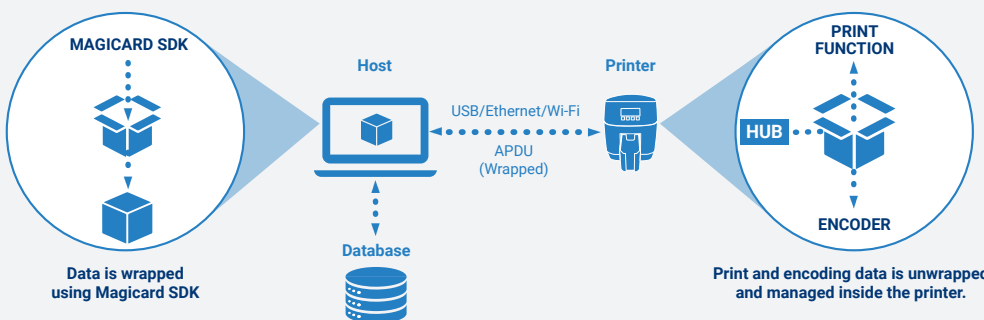 MAGICARD SDK
Data is wrapped
using Magicard SDK
Host
Database
USB/Ethernet/Wi-Fi
APDU
(Wrapped)
Printer
PRINT
FUNCTION
HUB
ENCODER
Print and encoding data is unwrapped
and managed inside the printer.